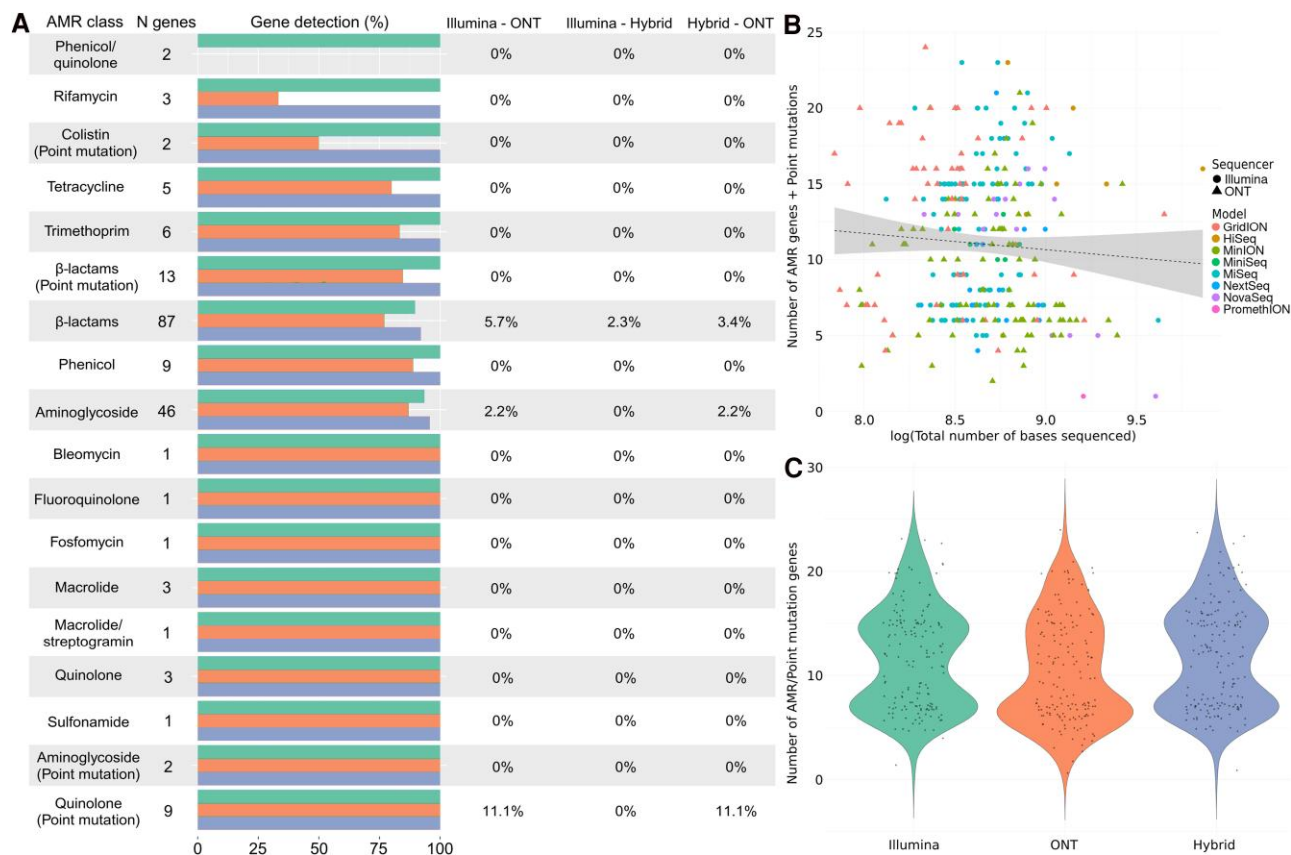 A
AMR class N genes Gene detection (%) Illumina - ONT Illumina - Hybrid Hybrid - ONT
Phenicol/
quinolone 2 0% 0% 0%
Rifamycin 3 0% 0% 0%
Colistin
(Point mutation) 2 0% 0% 0%
Tetracycline 5 0% 0% 0%
Trimethoprim 6 0% 0% 0%
β-lactams
(Point mutation) 13 0% 0% 0%
β-lactams 87 5.7% 2.3% 3.4%
Phenicol 9 0% 0% 0%
Aminoglycoside 46 2.2% 0% 2.2%
Bleomycin 1 0% 0% 0%
Fluoroquinolone 1 0% 0% 0%
Fosfomycin 1 0% 0% 0%
Macrolide 3 0% 0% 0%
Macrolide/
streptogramin 1 0% 0% 0%
Quinolone 3 0% 0% 0%
Sulfonamide 1 0% 0% 0%
Aminoglycoside
(Point mutation) 2 0% 0% 0%
Quinolone
(Point mutation) 9 11.1% 0% 11.1%
0 25 50 75 100
B
Number of AMR genes + Point mutations
25
20
15
10
5
0
8.0 8.5 9.0 9.5
log(Total number of bases sequenced)
Sequencer
Illumina
ONT
Model
GridION
HiSeq
MinION
MiniSeq
MiSeq
NextSeq
NovaSeq
PromethION
C
Number of AMR/Point mutation genes
30
20
10
0
Illumina ONT Hybrid